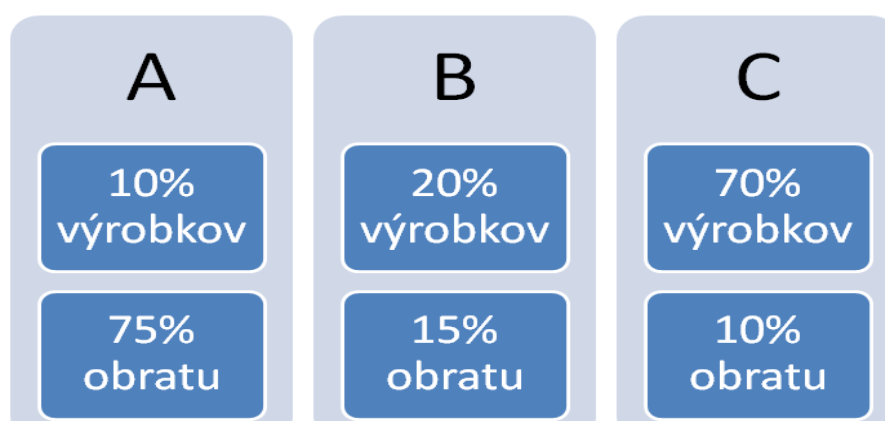 A
10%
výrobkov
75%
obratu
B
20%
výrobkov
15%
obratu
C
70%
výrobkov
10%
obratu